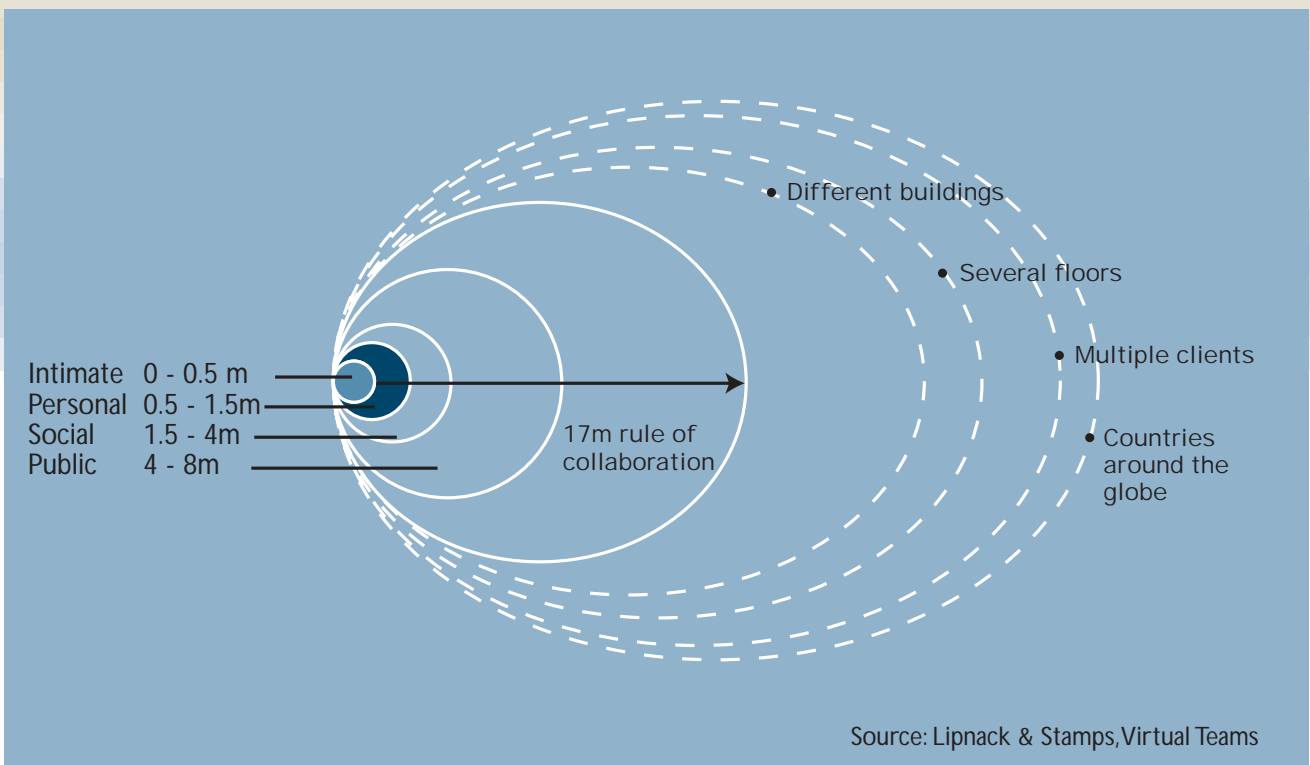 Different buildings
Several floors
Multiple clients
Intimate 0 - 0.5 m
Personal 0.5 - 1.5m
Social 1.5 - 4m
Public 4 - 8m
17m rule of
collaboration
Countries
around the
globe
Source: Lipnack & Stamps,Virtual Teams